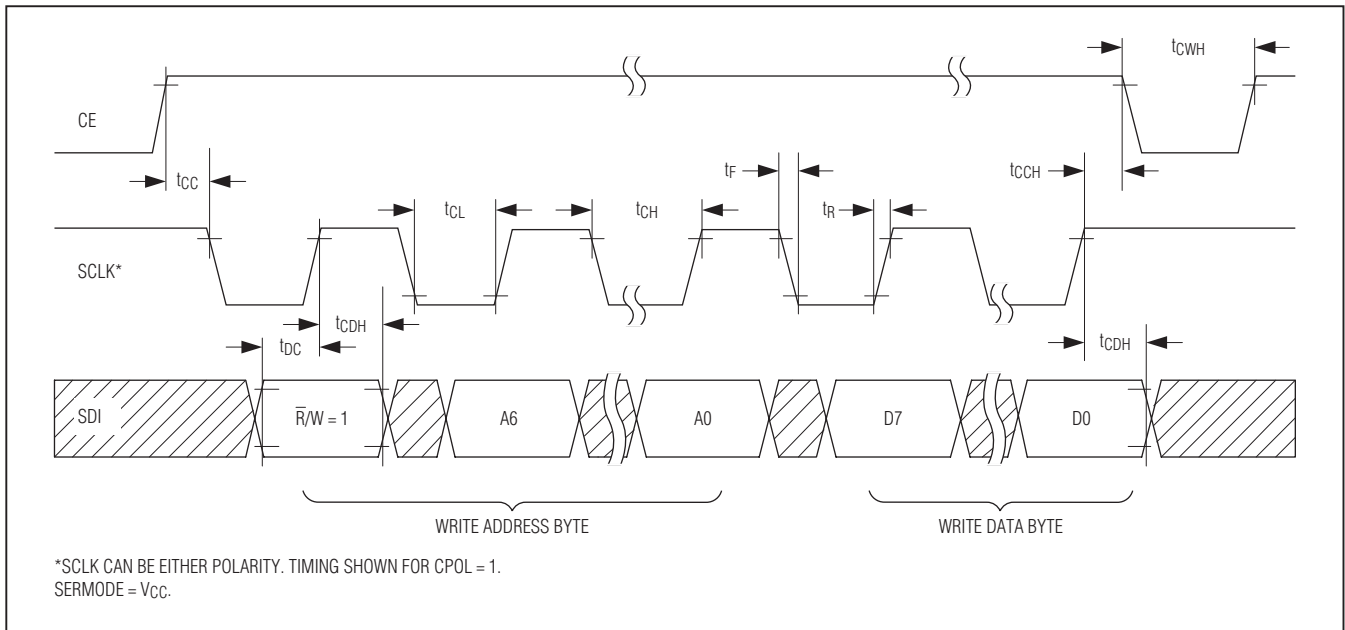 tCWH
CE
tCC
tF
tCCH
tCL
tCH
tR
SCLK*
tCDH
tDC
tCDH
SDI
R̅/W = 1
A6
A0
D7
D0
WRITE ADDRESS BYTE
WRITE DATA BYTE
*SCLK CAN BE EITHER POLARITY. TIMING SHOWN FOR CPOL = 1.
SERMODE = VCC.